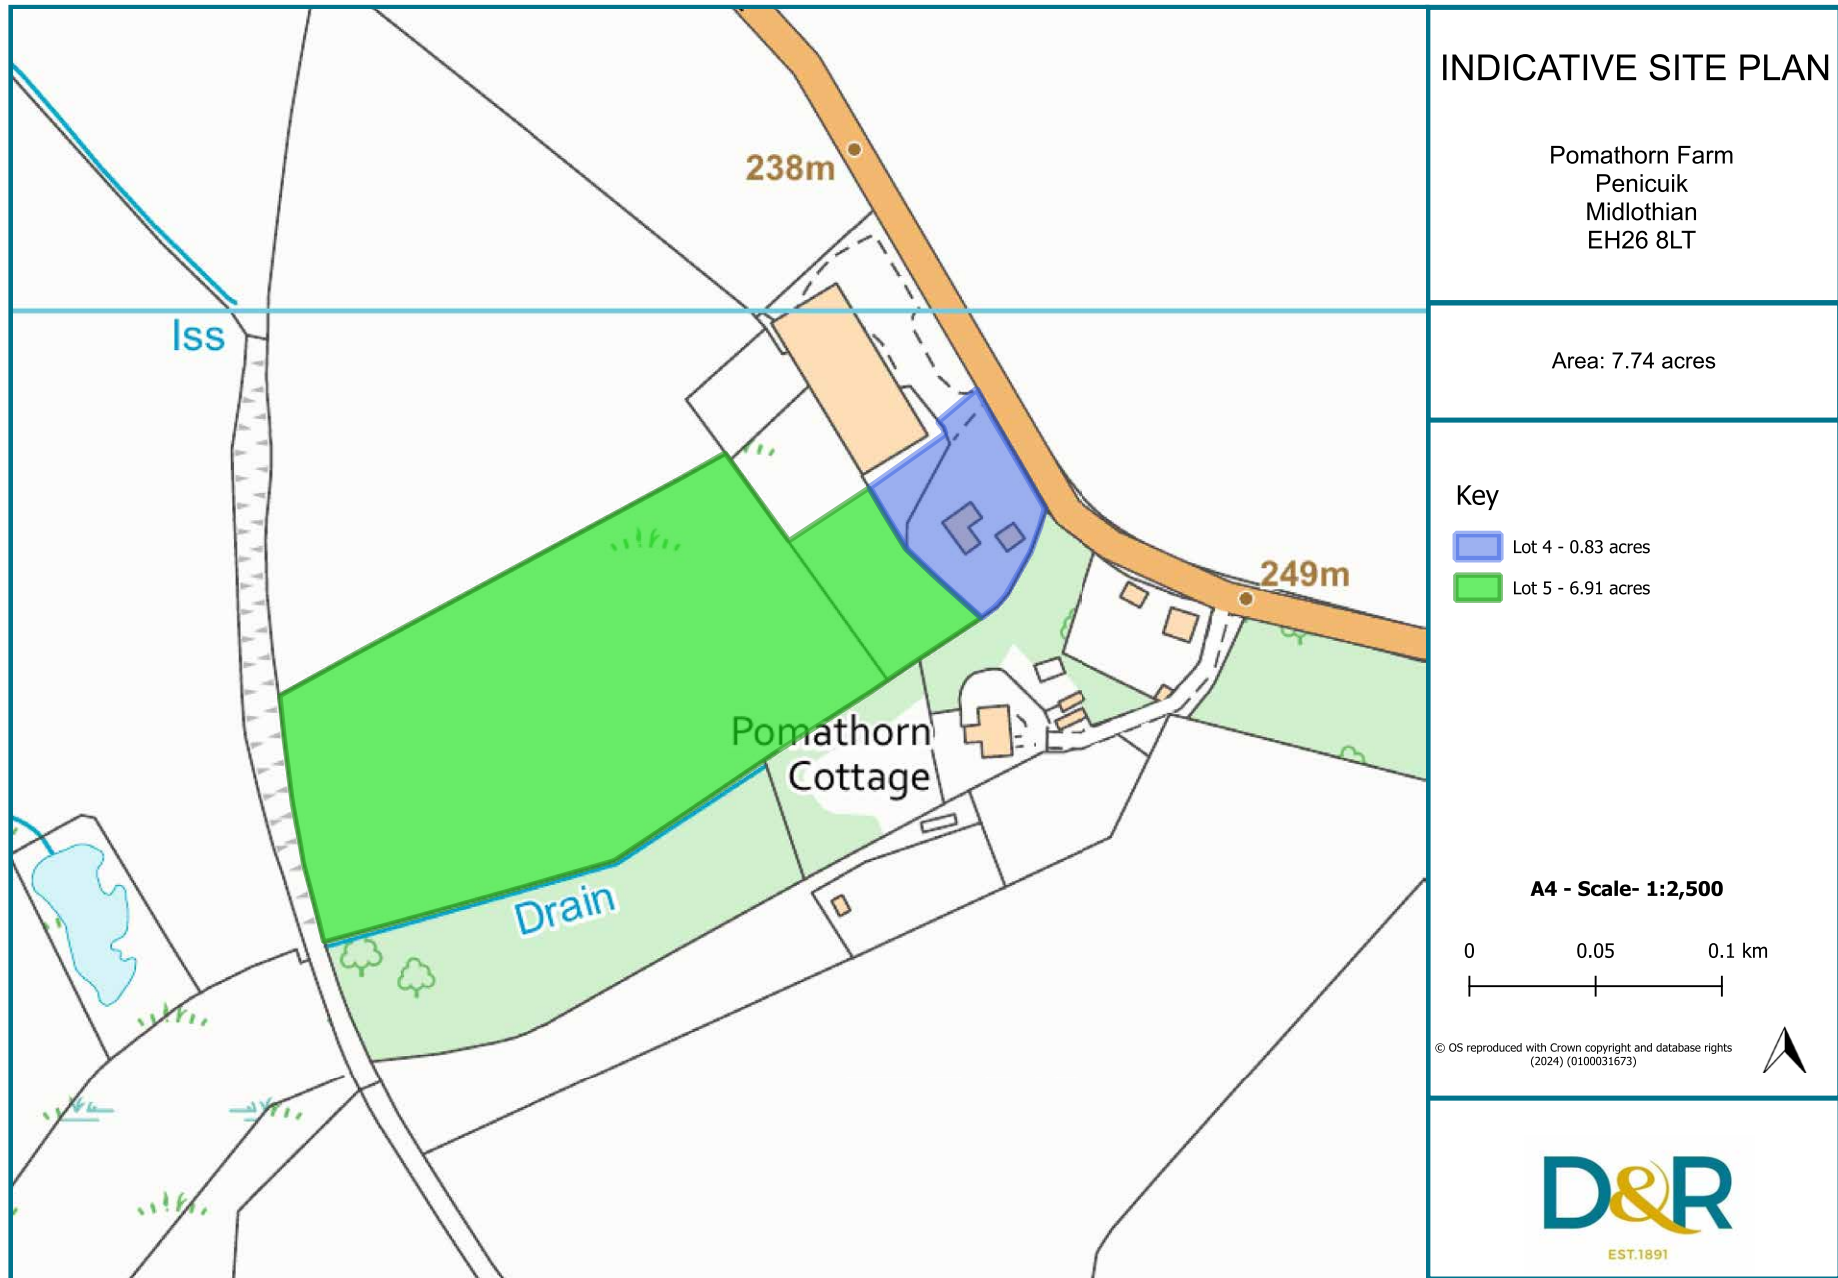 INDICATIVE SITE PLAN
Pomathorn Farm
Penicuik
Midlothian
EH26 8LT
Area: 7.74 acres
Key
Lot 4 - 0.83 acres
Lot 5 - 6.91 acres
A4 - Scale- 1:2,500
0 0.05 0.1 km
© OS reproduced with Crown copyright and database rights
(2024) (0100031673)
D&R
EST.1891
238m
Iss
249m
Pomathorn
Cottage
Drain